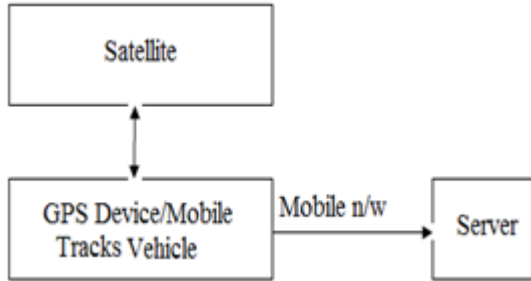 Satellite
GPS Device/Mobile
Tracks Vehicle
Mobile n/w
Server